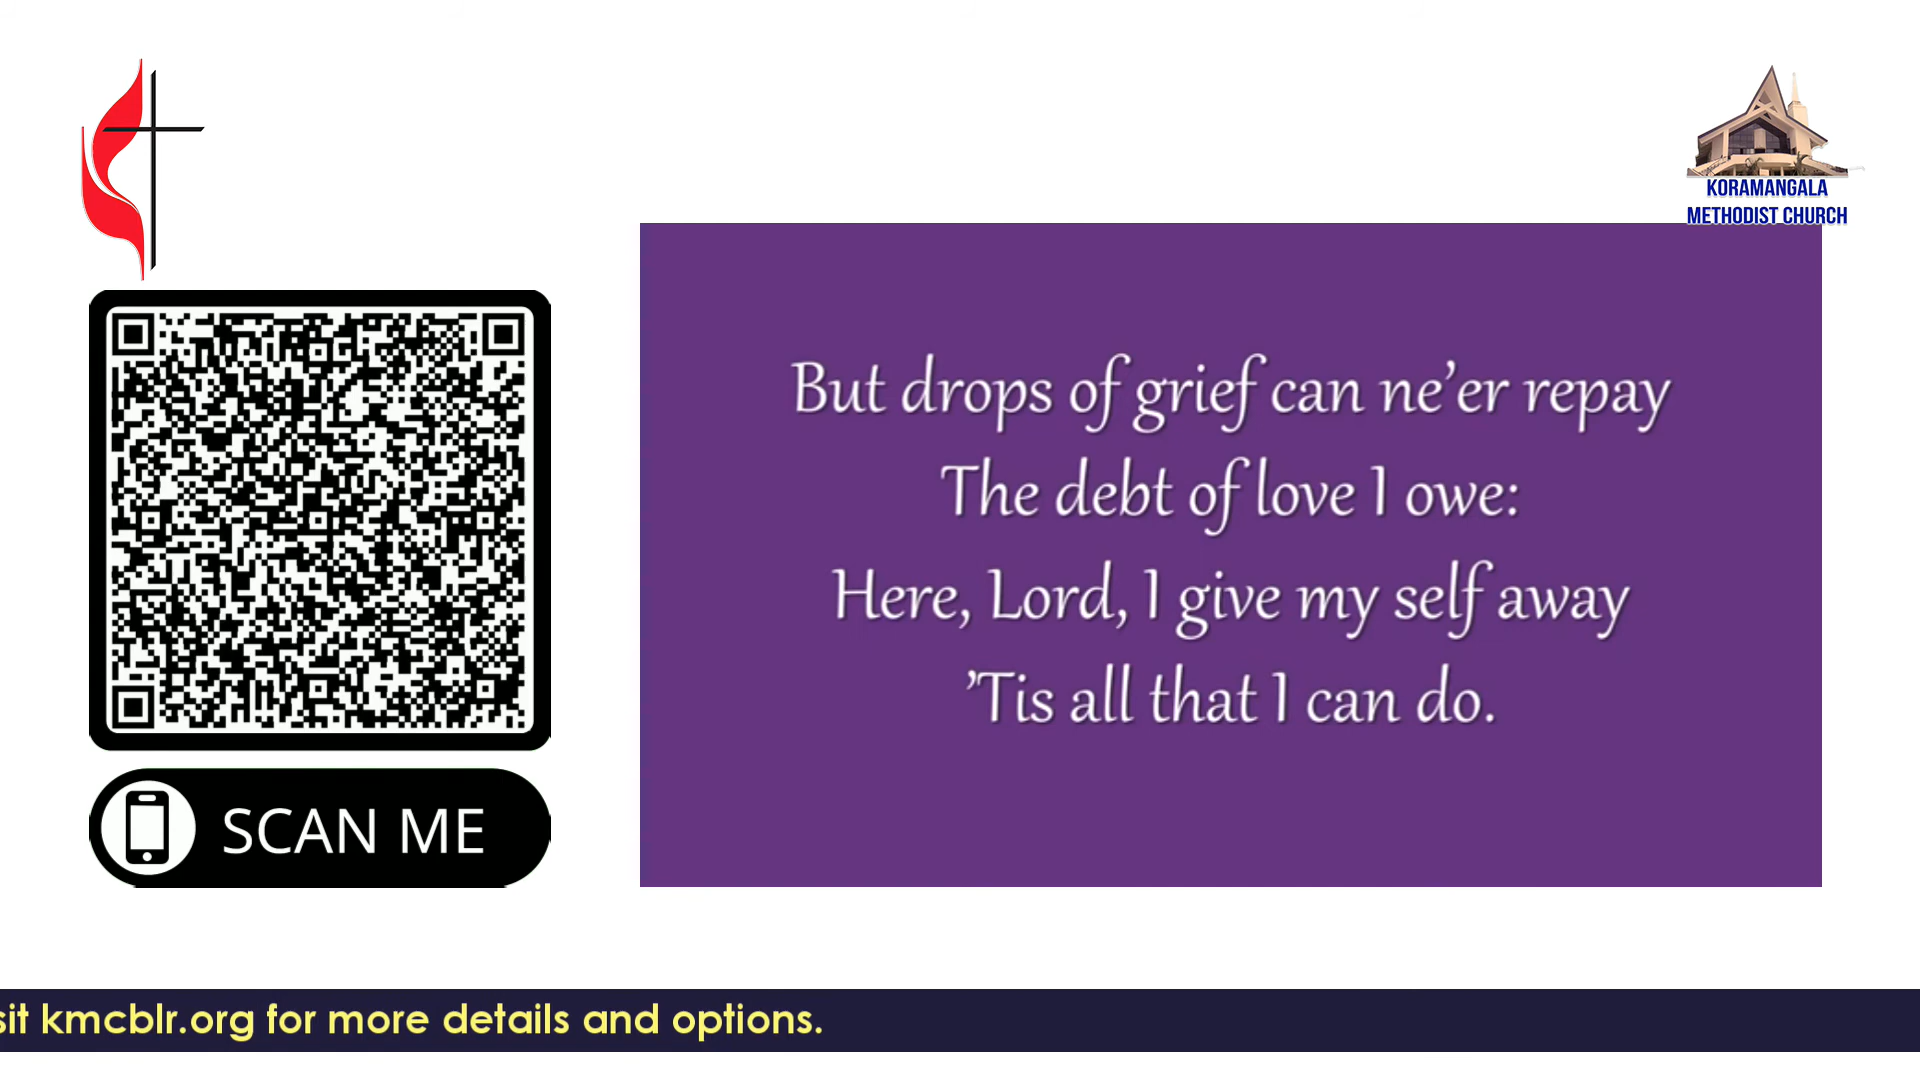 KORAMANGALA
METHODIST CHURCH
But drops of grief can ne’er repay
The debt of love I owe:
Here, Lord, I give my self away
’Tis all that I can do.
SCAN ME
sit kmcblr.org for more details and options.